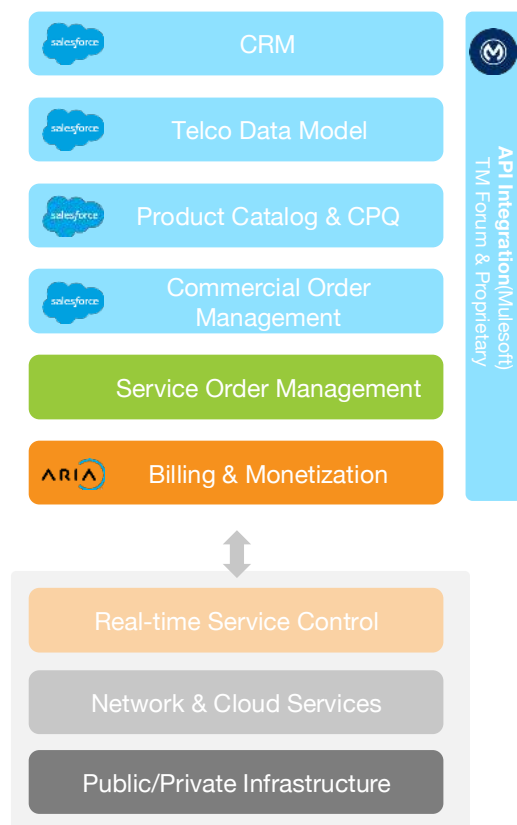 salesforce
CRM
salesforce
Telco Data Model
salesforce
Product Catalog & CPQ
salesforce
Commercial Order
Management
Service Order Management
ARIA
Billing & Monetization
Real-time Service Control
Network & Cloud Services
Public/Private Infrastructure
API Integration(Mulesoft)
TM Forum & Proprietary